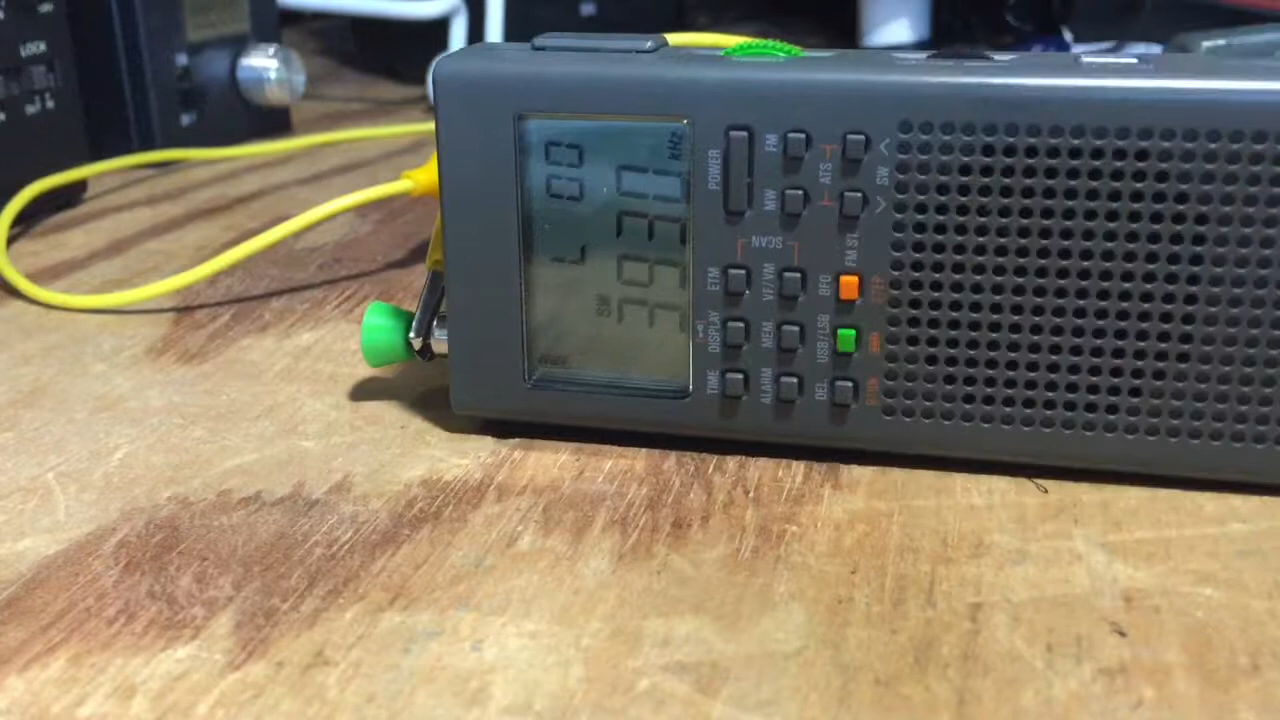 LOCK
kHz
SW
POWER
FM
MW
ATS
SW
SCAN
FM ST.
ETM
VF/VM
BFO
DISPLAY
MEM.
USB/LSB
TIME
ALARM
DEL.